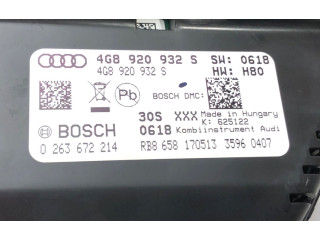 4G8 920 932 S SW: 0618
4G8 920 932 S HW: H80
Pb BOSCH DMC:
30S XXX Made in Hungary
K: 625122
BOSCH 0618 Kombiinstrument Audi
0 263 672 214 RB8 658 170513 3596 0407